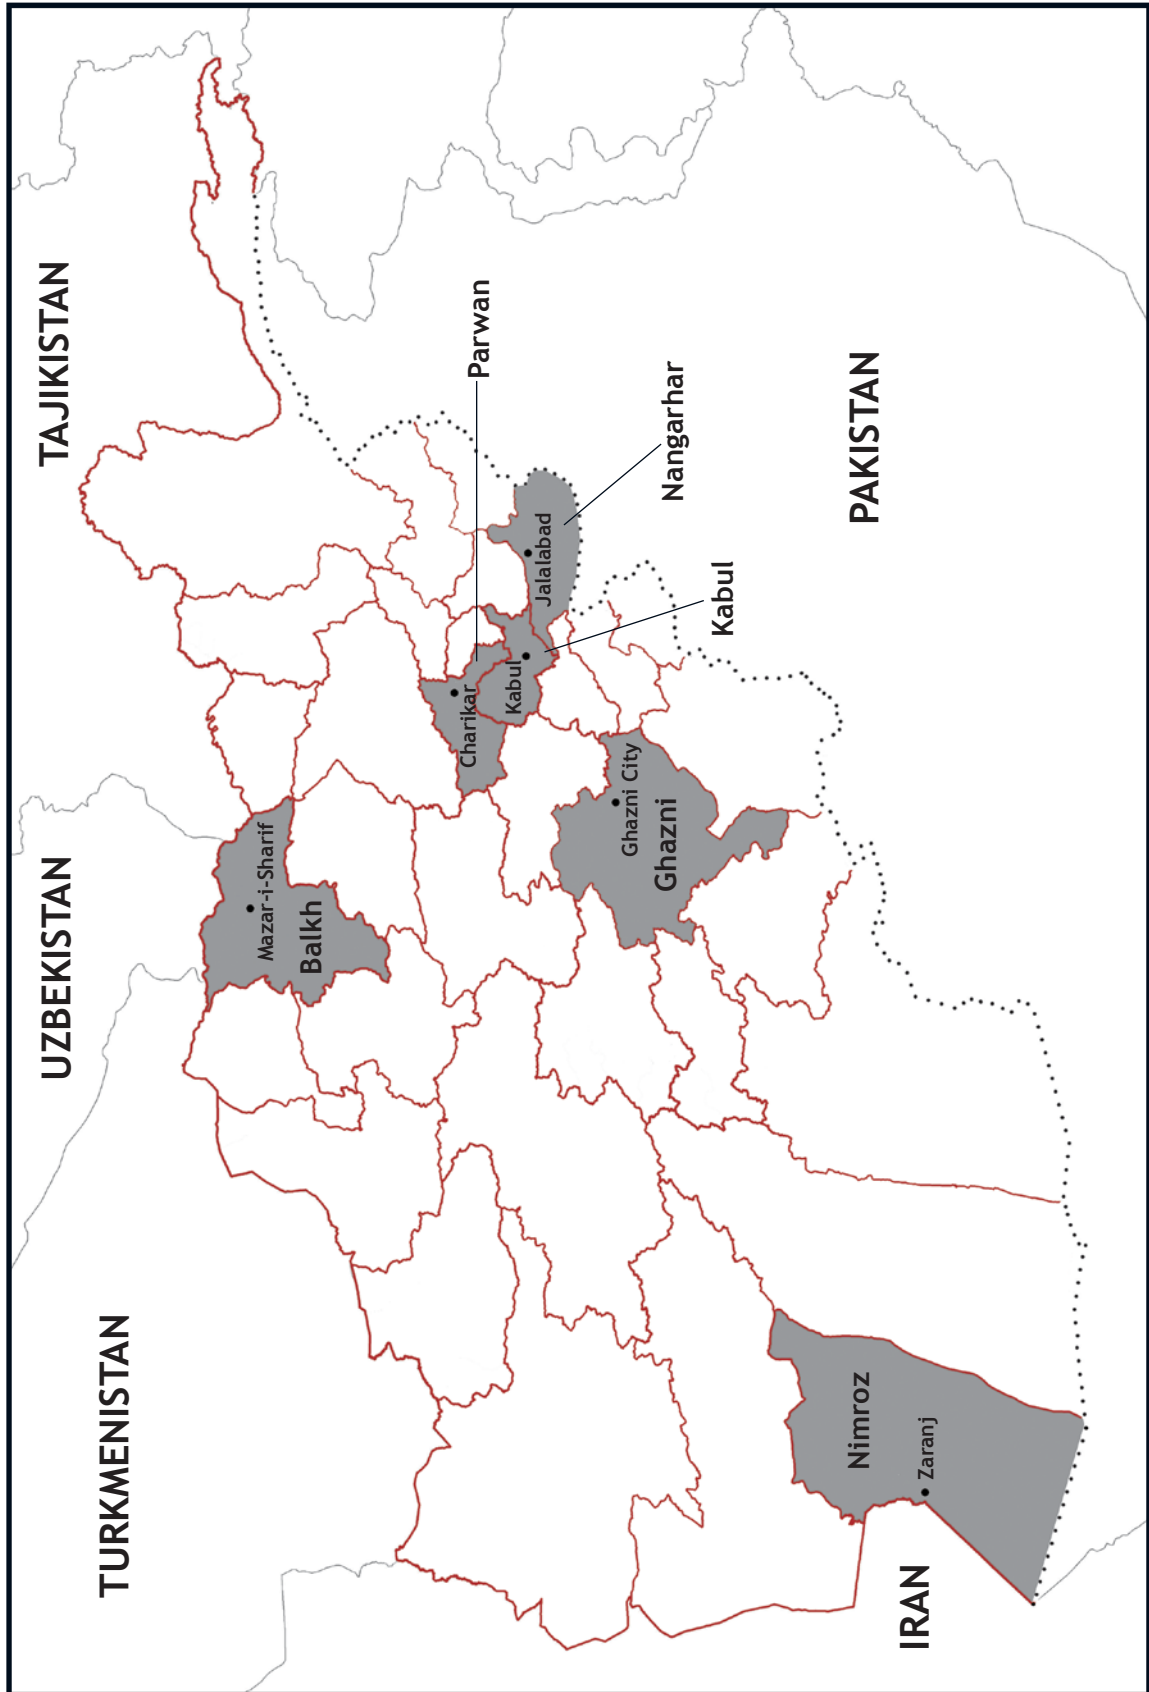 TURKMENISTAN
UZBEKISTAN
TAJIKISTAN
Mazar-i-Sharif
Balkh
Charikar
Parwan
Kabul
Jalalabad
Nangarhar
Kabul
Ghazni City
Ghazni
PAKISTAN
Nimroz
Zaranj
IRAN